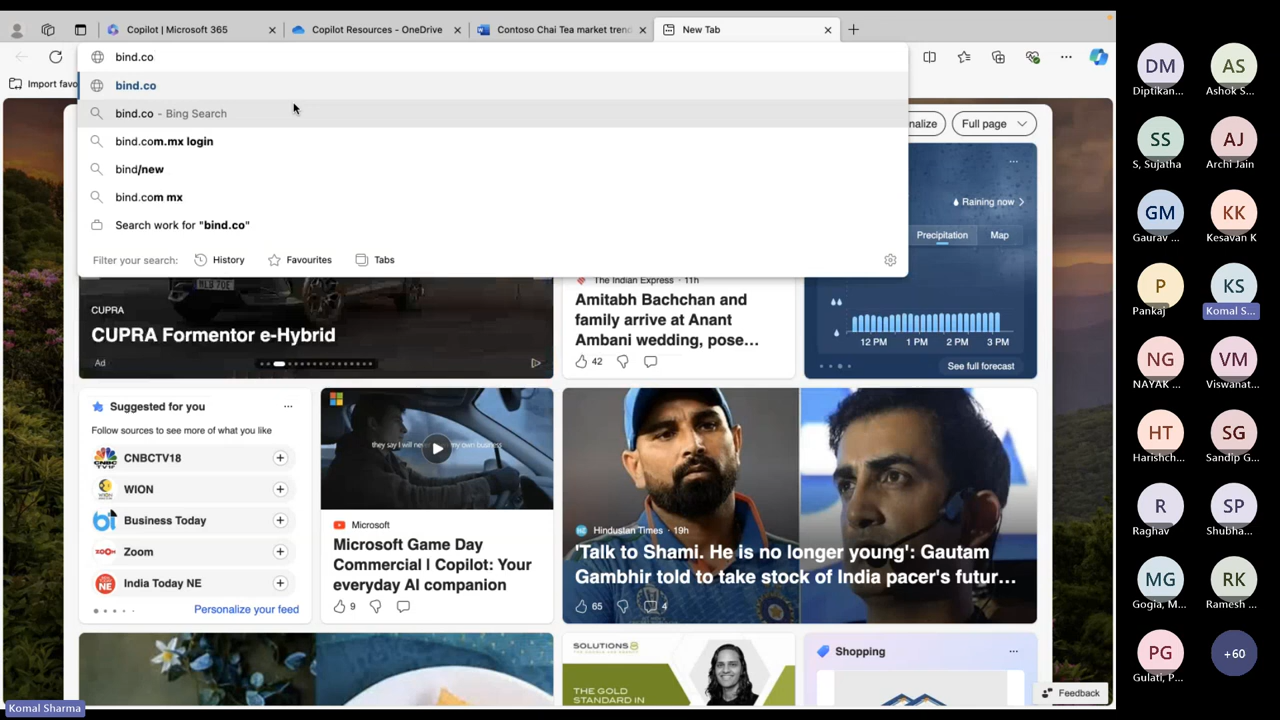 Copilot | Microsoft 365
Copilot Resources - OneDrive
Contoso Chai Tea market trend
New Tab
bind.co
Import favo
bind.co
bind.co - Bing Search
bind.com.mx login
bind/new
bind.com mx
Search work for "bind.co"
Filter your search:
History
Favourites
Tabs
nalize
Full page
Raining now
Precipitation
Map
12 PM
1 PM
2 PM
3 PM
See full forecast
CUPRA
CUPRA Formentor e-Hybrid
Ad
The Indian Express · 11h
Amitabh Bachchan and
family arrive at Anant
Ambani wedding, pose...
42
Suggested for you
Follow sources to see more of what you like
CNBCTV18
WION
Business Today
Zoom
India Today NE
Personalize your feed
they say I will ne
my own business
Microsoft
Microsoft Game Day
Commercial | Copilot: Your
everyday AI companion
9
Hindustan Times · 19h
'Talk to Shami. He is no longer young': Gautam
Gambhir told to take stock of India pacer's futur...
65
4
SOLUTIONS8
THE GOLD
STANDARD IN
Shopping
Feedback
Komal Sharma
DM
Diptikan...
AS
Ashok S...
SS
S, Sujatha
AJ
Archi Jain
GM
Gaurav ...
KK
Kesavan K
P
Pankaj
KS
Komal S...
NG
NAYAK ...
VM
Viswanat...
HT
Harishch...
SG
Sandip G...
R
Raghav
SP
Shubha...
MG
Gogia, M...
RK
Ramesh ...
PG
Gulati, P...
+60